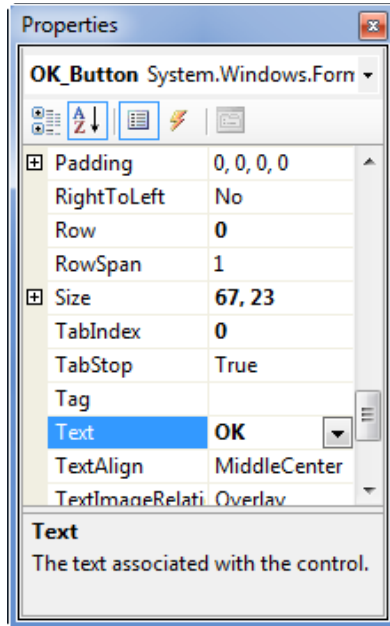 Properties
OK_Button System.Windows.Form
Padding 0, 0, 0, 0
RightToLeft No
Row 0
RowSpan 1
Size 67, 23
TabIndex 0
TabStop True
Tag
Text OK
TextAlign MiddleCenter
TextImageRelati Overlay
Text
The text associated with the control.